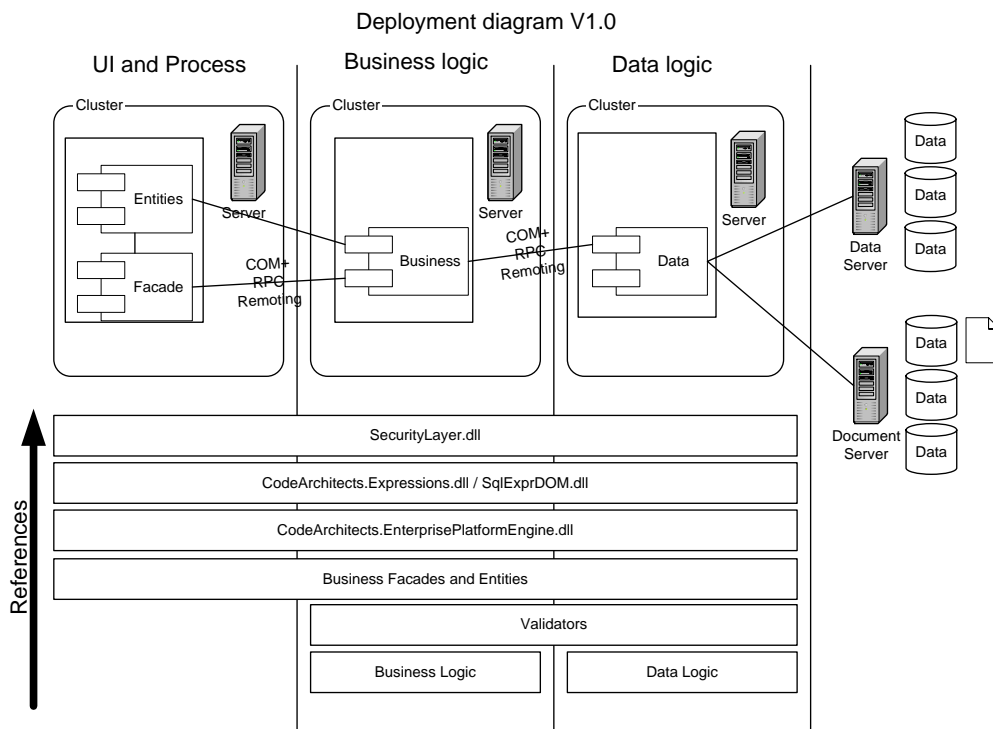 Deployment diagram V1.0
UI and Process
Business logic
Data logic
Cluster
Cluster
Cluster
Entities
Server
Facade
COM+
RPC
Remoting
Business
Server
COM+
RPC
Remoting
Data
Server
Data
Data
Data
Data
Server
Data
Data
Data
Document
Server
References
SecurityLayer.dll
CodeArchitects.Expressions.dll / SqlExprDOM.dll
CodeArchitects.EnterprisePlatformEngine.dll
Business Facades and Entities
Validators
Business Logic
Data Logic